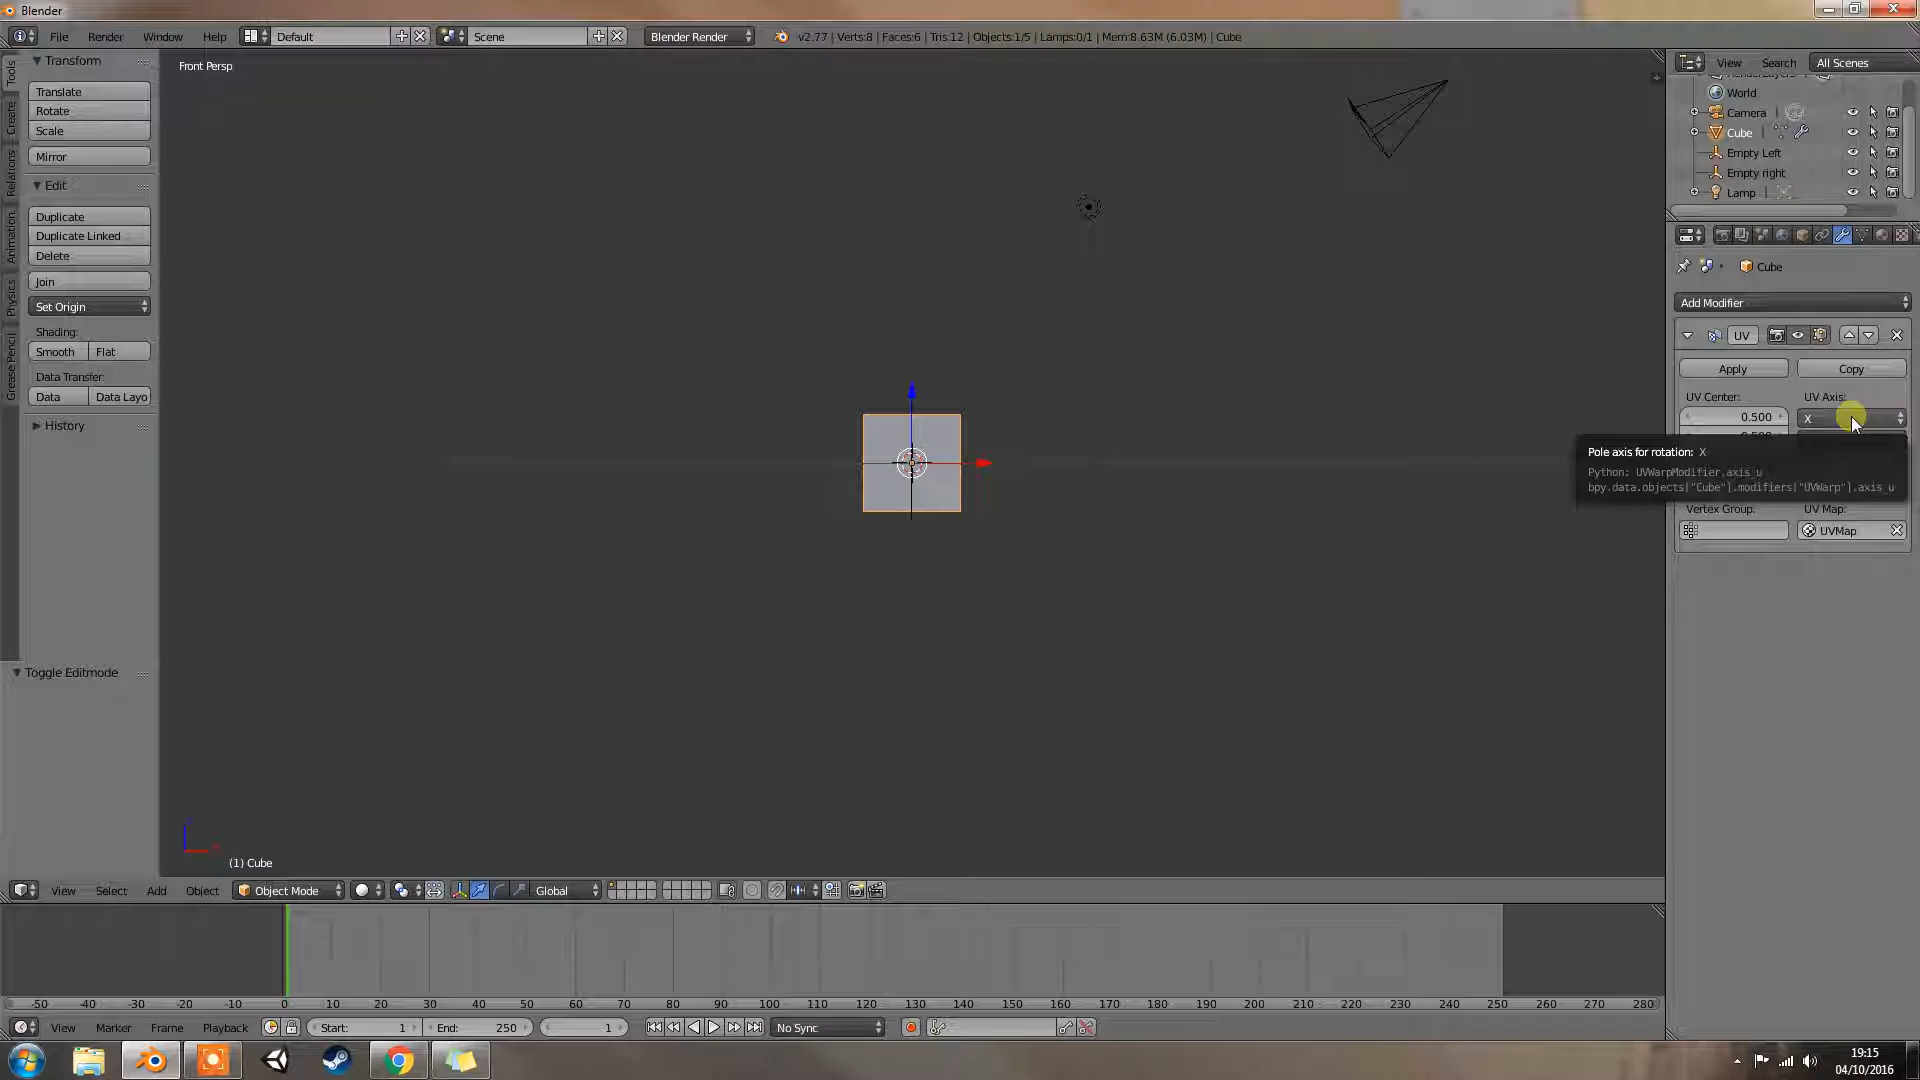 Blender
File Render Window Help Default Scene Blender Render v2.77 | Verts:8 | Faces:6 | Tris:12 | Objects:1/5 | Lamps:0/1 | Mem:8.63M (6.03M) | Cube
Tools
Create
Relations
Animation
Physics
Grease Pencil
Transform
Translate
Rotate
Scale
Mirror
Edit
Duplicate
Duplicate Linked
Delete
Join
Set Origin
Shading:
Smooth Flat
Data Transfer:
Data Data Layo
History
Toggle Editmode
Front Persp
(1) Cube
View Search All Scenes
World
Camera
Cube
Empty Left
Empty right
Lamp
Cube
Add Modifier
UV
Apply Copy
UV Center: UV Axis:
0.500 X
Pole axis for rotation: X
Python: UVWarpModifier.axis_u
bpy.data.objects["Cube"].modifiers["UVWarp"].axis_u
Vertex Group: UV Map:
UVMap
View Select Add Object Object Mode Global
-50 -40 -30 -20 -10 0 10 20 30 40 50 60 70 80 90 100 110 120 130 140 150 160 170 180 190 200 210 220 230 240 250 260 270 280
View Marker Frame Playback Start: 1 End: 250 1 No Sync
19:15
04/10/2016